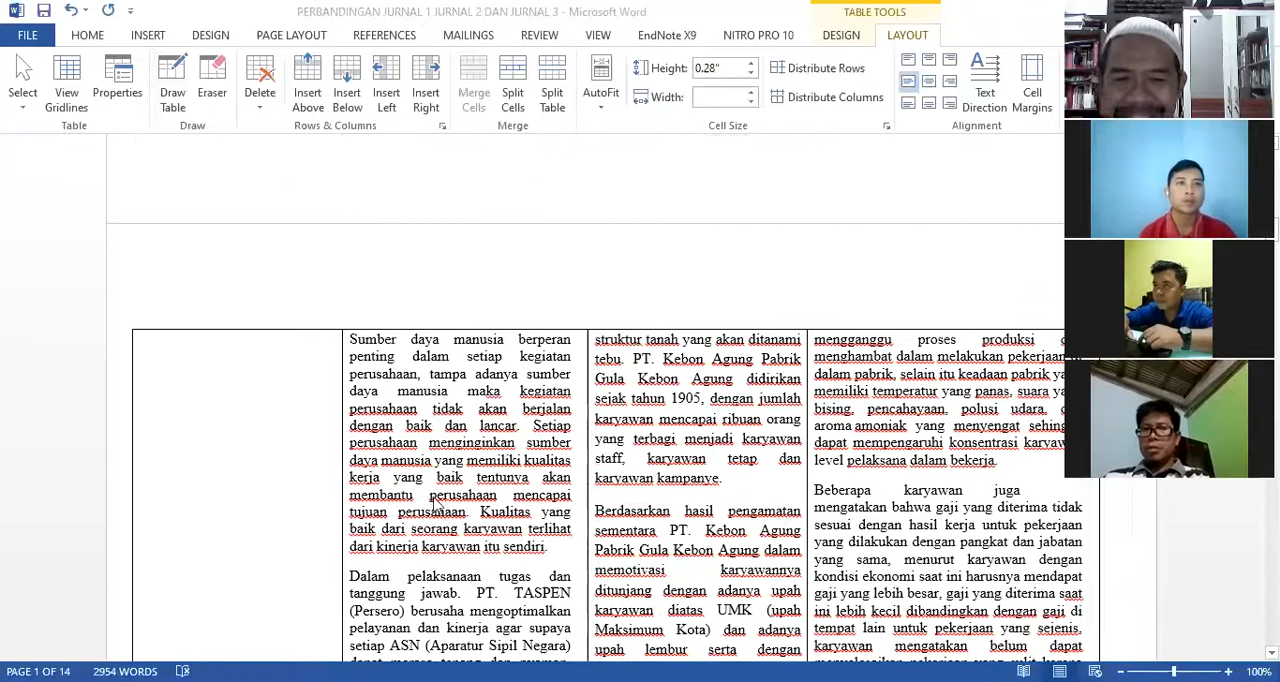 PERBANDINGAN JURNAL 1 JURNAL 2 DAN JURNAL 3 - Microsoft Word
TABLE TOOLS
FILE
HOME
INSERT
DESIGN
PAGE LAYOUT
REFERENCES
MAILINGS
REVIEW
VIEW
EndNote X9
NITRO PRO 10
DESIGN
LAYOUT
Select
View Gridlines
Properties
Table
Draw Table
Eraser
Draw
Delete
Insert Above
Insert Below
Insert Left
Insert Right
Rows & Columns
Merge Cells
Split Cells
Split Table
Merge
AutoFit
Height: 0.28"
Width:
Distribute Rows
Distribute Columns
Cell Size
Text Direction
Cell Margins
Alignment
Sumber daya manusia berperan
penting dalam setiap kegiatan
perusahaan, tampa adanya sumber
daya manusia maka kegiatan
perusahaan tidak akan berjalan
dengan baik dan lancar. Setiap
perusahaan menginginkan sumber
daya manusia yang memiliki kualitas
kerja yang baik tentunya akan
membantu perusahaan mencapai
tujuan perusahaan. Kualitas yang
baik dari seorang karyawan terlihat
dari kinerja karyawan itu sendiri.
Dalam pelaksanaan tugas dan
tanggung jawab. PT. TASPEN
(Persero) berusaha mengoptimalkan
pelayanan dan kinerja agar supaya
setiap ASN (Aparatur Sipil Negara)
struktur tanah yang akan ditanami
tebu. PT. Kebon Agung Pabrik
Gula Kebon Agung didirikan
sejak tahun 1905, dengan jumlah
karyawan mencapai ribuan orang
yang terbagi menjadi karyawan
staff, karyawan tetap dan
karyawan kampanye.
Berdasarkan hasil pengamatan
sementara PT. Kebon Agung
Pabrik Gula Kebon Agung dalam
memotivasi karyawannya
ditunjang dengan adanya upah
karyawan diatas UMK (upah
Maksimum Kota) dan adanya
upah lembur serta dengan
mengganggu proses produksi
menghambat dalam melakukan pekerjaan
dalam pabrik, selain itu keadaan pabrik
memiliki temperatur yang panas, suara
bising, pencahayaan, polusi udara,
aroma amoniak yang menyengat
dapat mempengaruhi konsentrasi
level pelaksana dalam bekerja.
Beberapa karyawan juga
mengatakan bahwa gaji yang diterima tidak
sesuai dengan hasil kerja untuk pekerjaan
yang dilakukan dengan pangkat dan jabatan
yang sama, menurut karyawan dengan
kondisi ekonomi saat ini harusnya mendapat
gaji yang lebih besar, gaji yang diterima saat
ini lebih kecil dibandingkan dengan gaji di
tempat lain untuk pekerjaan yang sejenis,
karyawan mengatakan belum dapat
PAGE 1 OF 14
2954 WORDS
100%